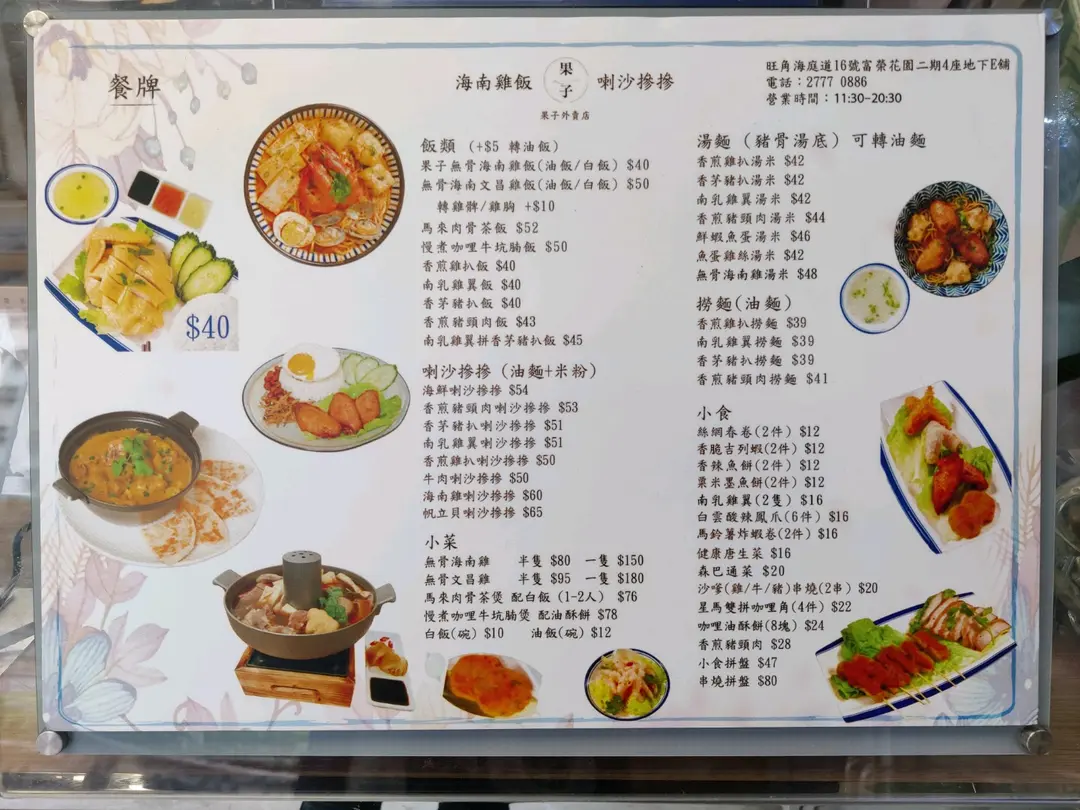 餐牌
海南雞飯
果子
喇沙摻摻
果子外賣店
旺角海庭道16號富榮花園二期4座地下E舖
電話：2777 0886
營業時間：11:30-20:30
$40
飯類 (+$5 轉油飯)
果子無骨海南雞飯(油飯/白飯) $40
無骨海南文昌雞飯(油飯/白飯) $50
轉雞髀/雞胸 +$10
馬來肉骨茶飯 $52
慢煮咖喱牛坑腩飯 $50
香煎雞扒飯 $40
南乳雞翼飯 $40
香茅豬扒飯 $40
香煎豬頸肉飯 $43
南乳雞翼拼香茅豬扒飯 $45
喇沙摻摻 (油麵+米粉)
海鮮喇沙摻摻 $54
香煎豬頸肉喇沙摻摻 $53
香茅豬扒喇沙摻摻 $51
南乳雞翼喇沙摻摻 $51
香煎雞扒喇沙摻摻 $50
牛肉喇沙摻摻 $50
海南雞喇沙摻摻 $60
帆立貝喇沙摻摻 $65
小菜
無骨海南雞 半隻 $80 一隻 $150
無骨文昌雞 半隻 $95 一隻 $180
馬來肉骨茶煲 配白飯 (1-2人) $76
慢煮咖喱牛坑腩煲 配油酥餅 $78
白飯(碗) $10 油飯(碗) $12
湯麵 (豬骨湯底) 可轉油麵
香煎雞扒湯米 $42
香茅豬扒湯米 $42
南乳雞翼湯米 $42
香煎豬頸肉湯米 $44
鮮蝦魚蛋湯米 $46
魚蛋雞絲湯米 $42
無骨海南雞湯米 $48
撈麵(油麵)
香煎雞扒撈麵 $39
南乳雞翼撈麵 $39
香茅豬扒撈麵 $39
香煎豬頸肉撈麵 $41
小食
絲網春卷(2件) $12
香脆吉列蝦(2件) $12
香辣魚餅(2件) $12
粟米墨魚餅(2件) $12
南乳雞翼(2隻) $16
白雲酸辣鳳爪(6件) $16
馬鈴薯炸蝦卷(2件) $16
健康唐生菜 $16
森巴通菜 $20
沙嗲(雞/牛/豬)串燒(2串) $20
星馬雙拼咖喱角(4件) $22
咖喱油酥餅(8塊) $24
香煎豬頸肉 $28
小食拼盤 $47
串燒拼盤 $80